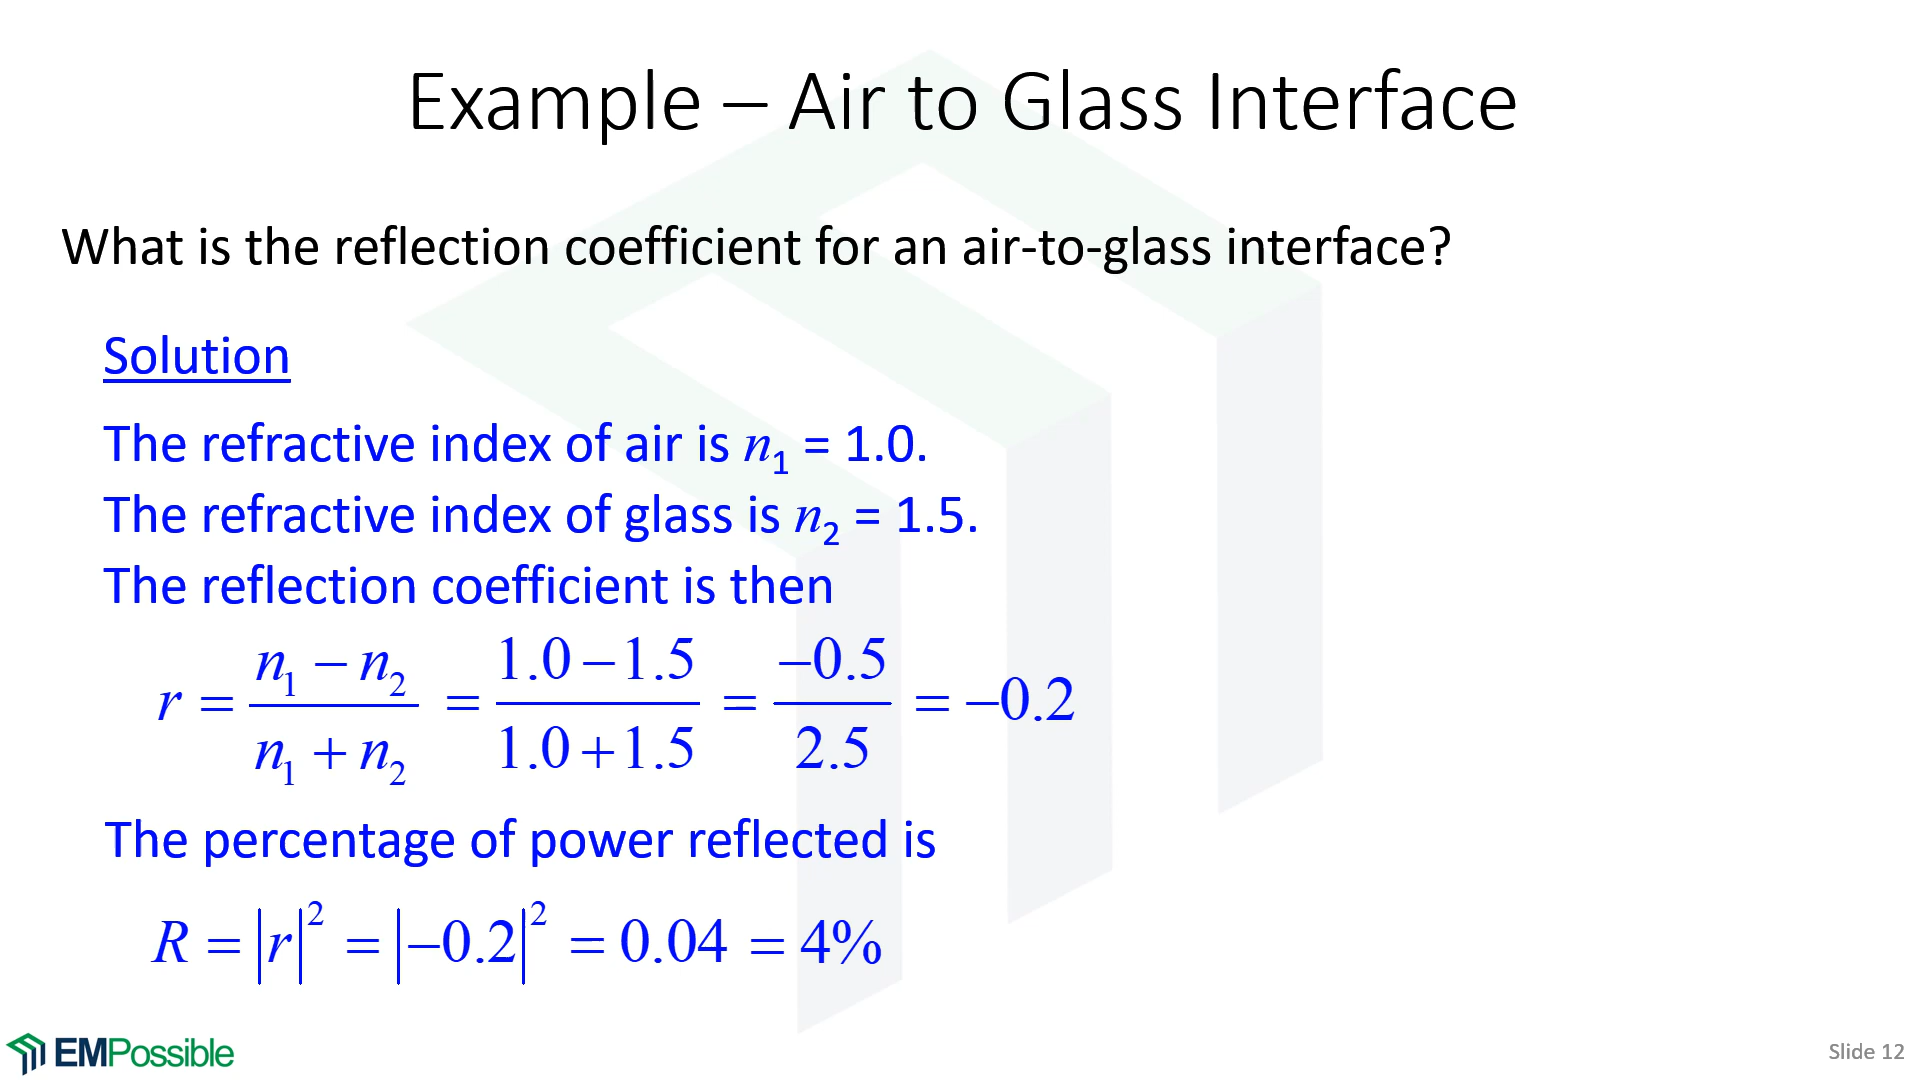 Example – Air to Glass Interface
What is the reflection coefficient for an air-to-glass interface?
Solution
The refractive index of air is n₁ = 1.0.
The refractive index of glass is n₂ = 1.5.
The reflection coefficient is then
r = (n₁ − n₂)/(n₁ + n₂) = (1.0 − 1.5)/(1.0 + 1.5) = −0.5/2.5 = −0.2
The percentage of power reflected is
R = |r|² = |−0.2|² = 0.04 = 4%
EMPossible
Slide 12